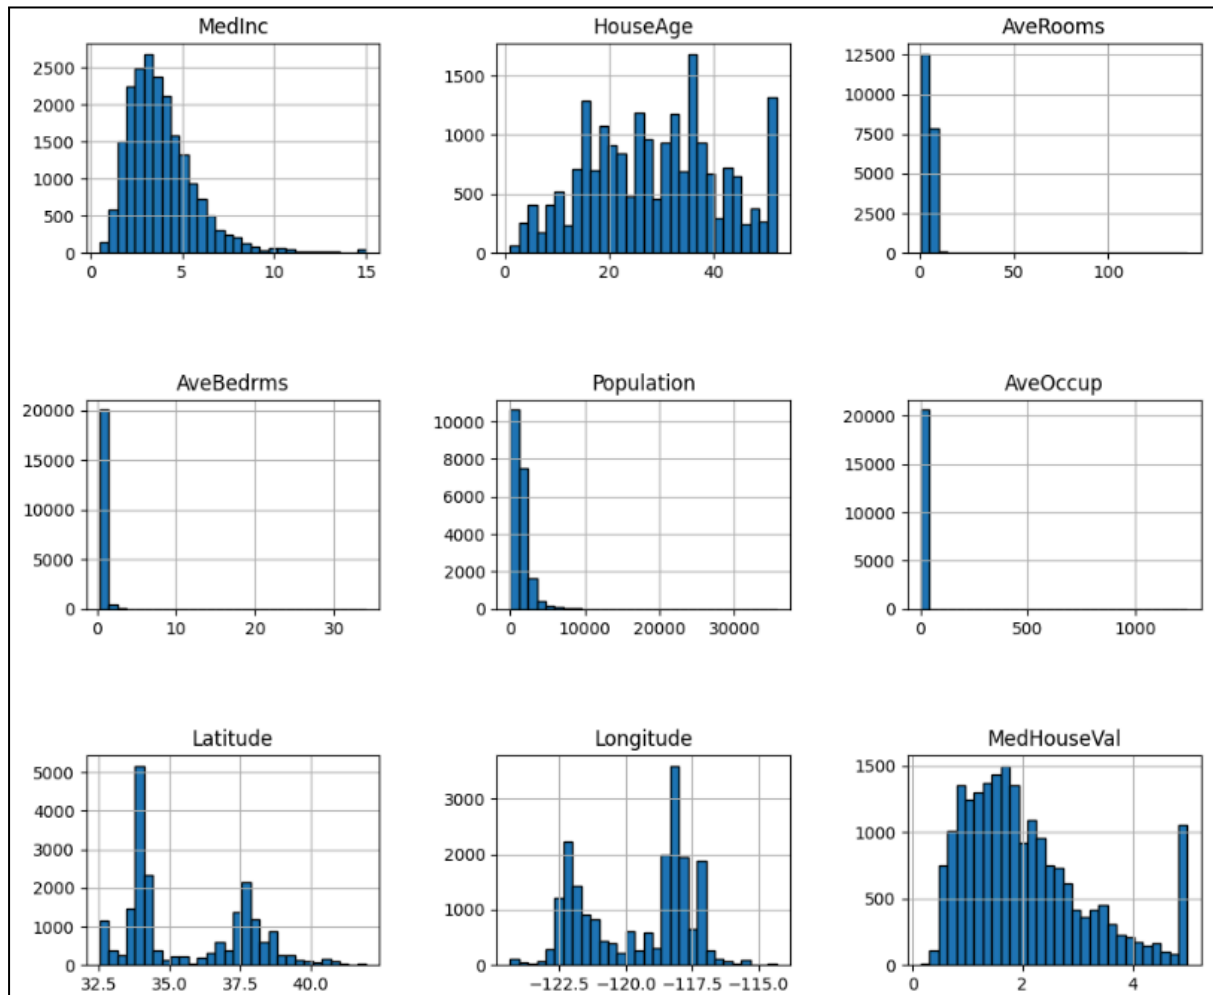 MedInc
2500
2000
1500
1000
500
0
0 5 10 15
HouseAge
1500
1000
500
0
0 20 40
AveRooms
12500
10000
7500
5000
2500
0
0 50 100
AveBedrms
20000
15000
10000
5000
0
0 10 20 30
Population
10000
8000
6000
4000
2000
0
0 10000 20000 30000
AveOccup
20000
15000
10000
5000
0
0 500 1000
Latitude
5000
4000
3000
2000
1000
0
32.5 35.0 37.5 40.0
Longitude
3000
2000
1000
0
−122.5 −120.0 −117.5 −115.0
MedHouseVal
1500
1000
500
0
0 2 4